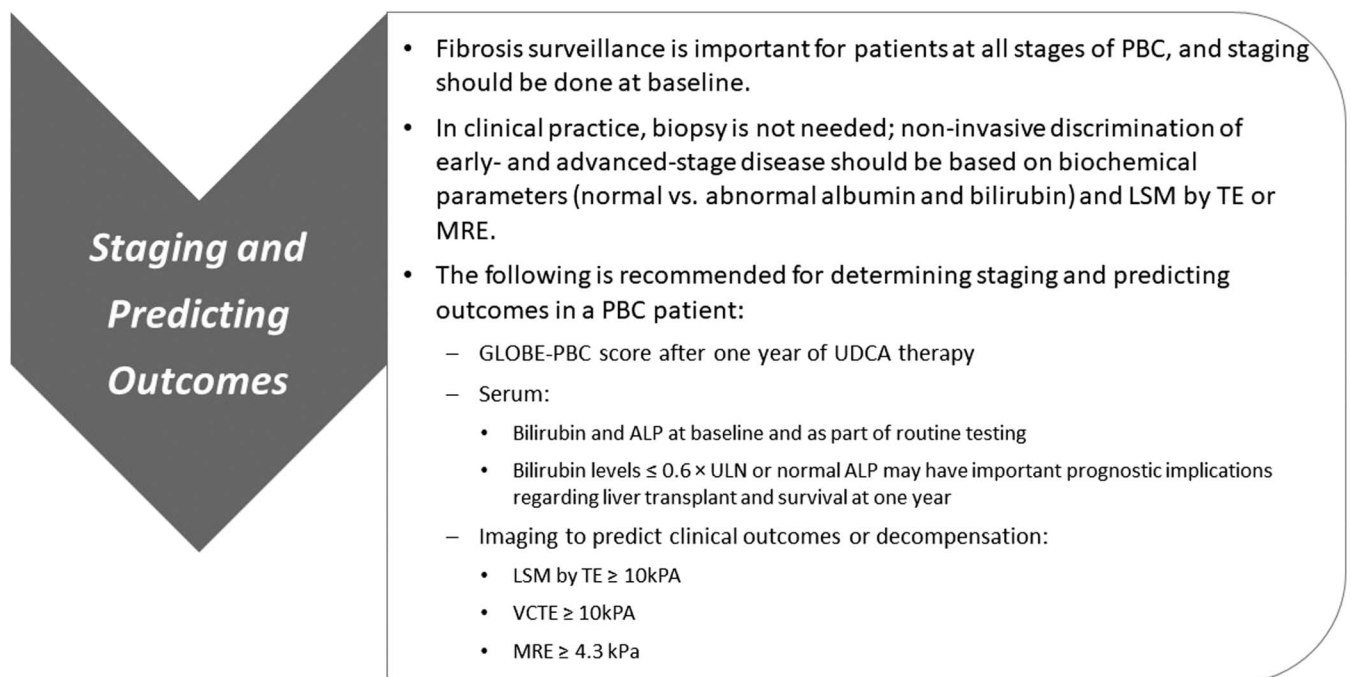 Staging and
Predicting
Outcomes
• Fibrosis surveillance is important for patients at all stages of PBC, and staging
should be done at baseline.
• In clinical practice, biopsy is not needed; non-invasive discrimination of
early- and advanced-stage disease should be based on biochemical
parameters (normal vs. abnormal albumin and bilirubin) and LSM by TE or
MRE.
• The following is recommended for determining staging and predicting
outcomes in a PBC patient:
– GLOBE-PBC score after one year of UDCA therapy
– Serum:
• Bilirubin and ALP at baseline and as part of routine testing
• Bilirubin levels ≤ 0.6 × ULN or normal ALP may have important prognostic implications
regarding liver transplant and survival at one year
– Imaging to predict clinical outcomes or decompensation:
• LSM by TE ≥ 10kPA
• VCTE ≥ 10kPA
• MRE ≥ 4.3 kPa